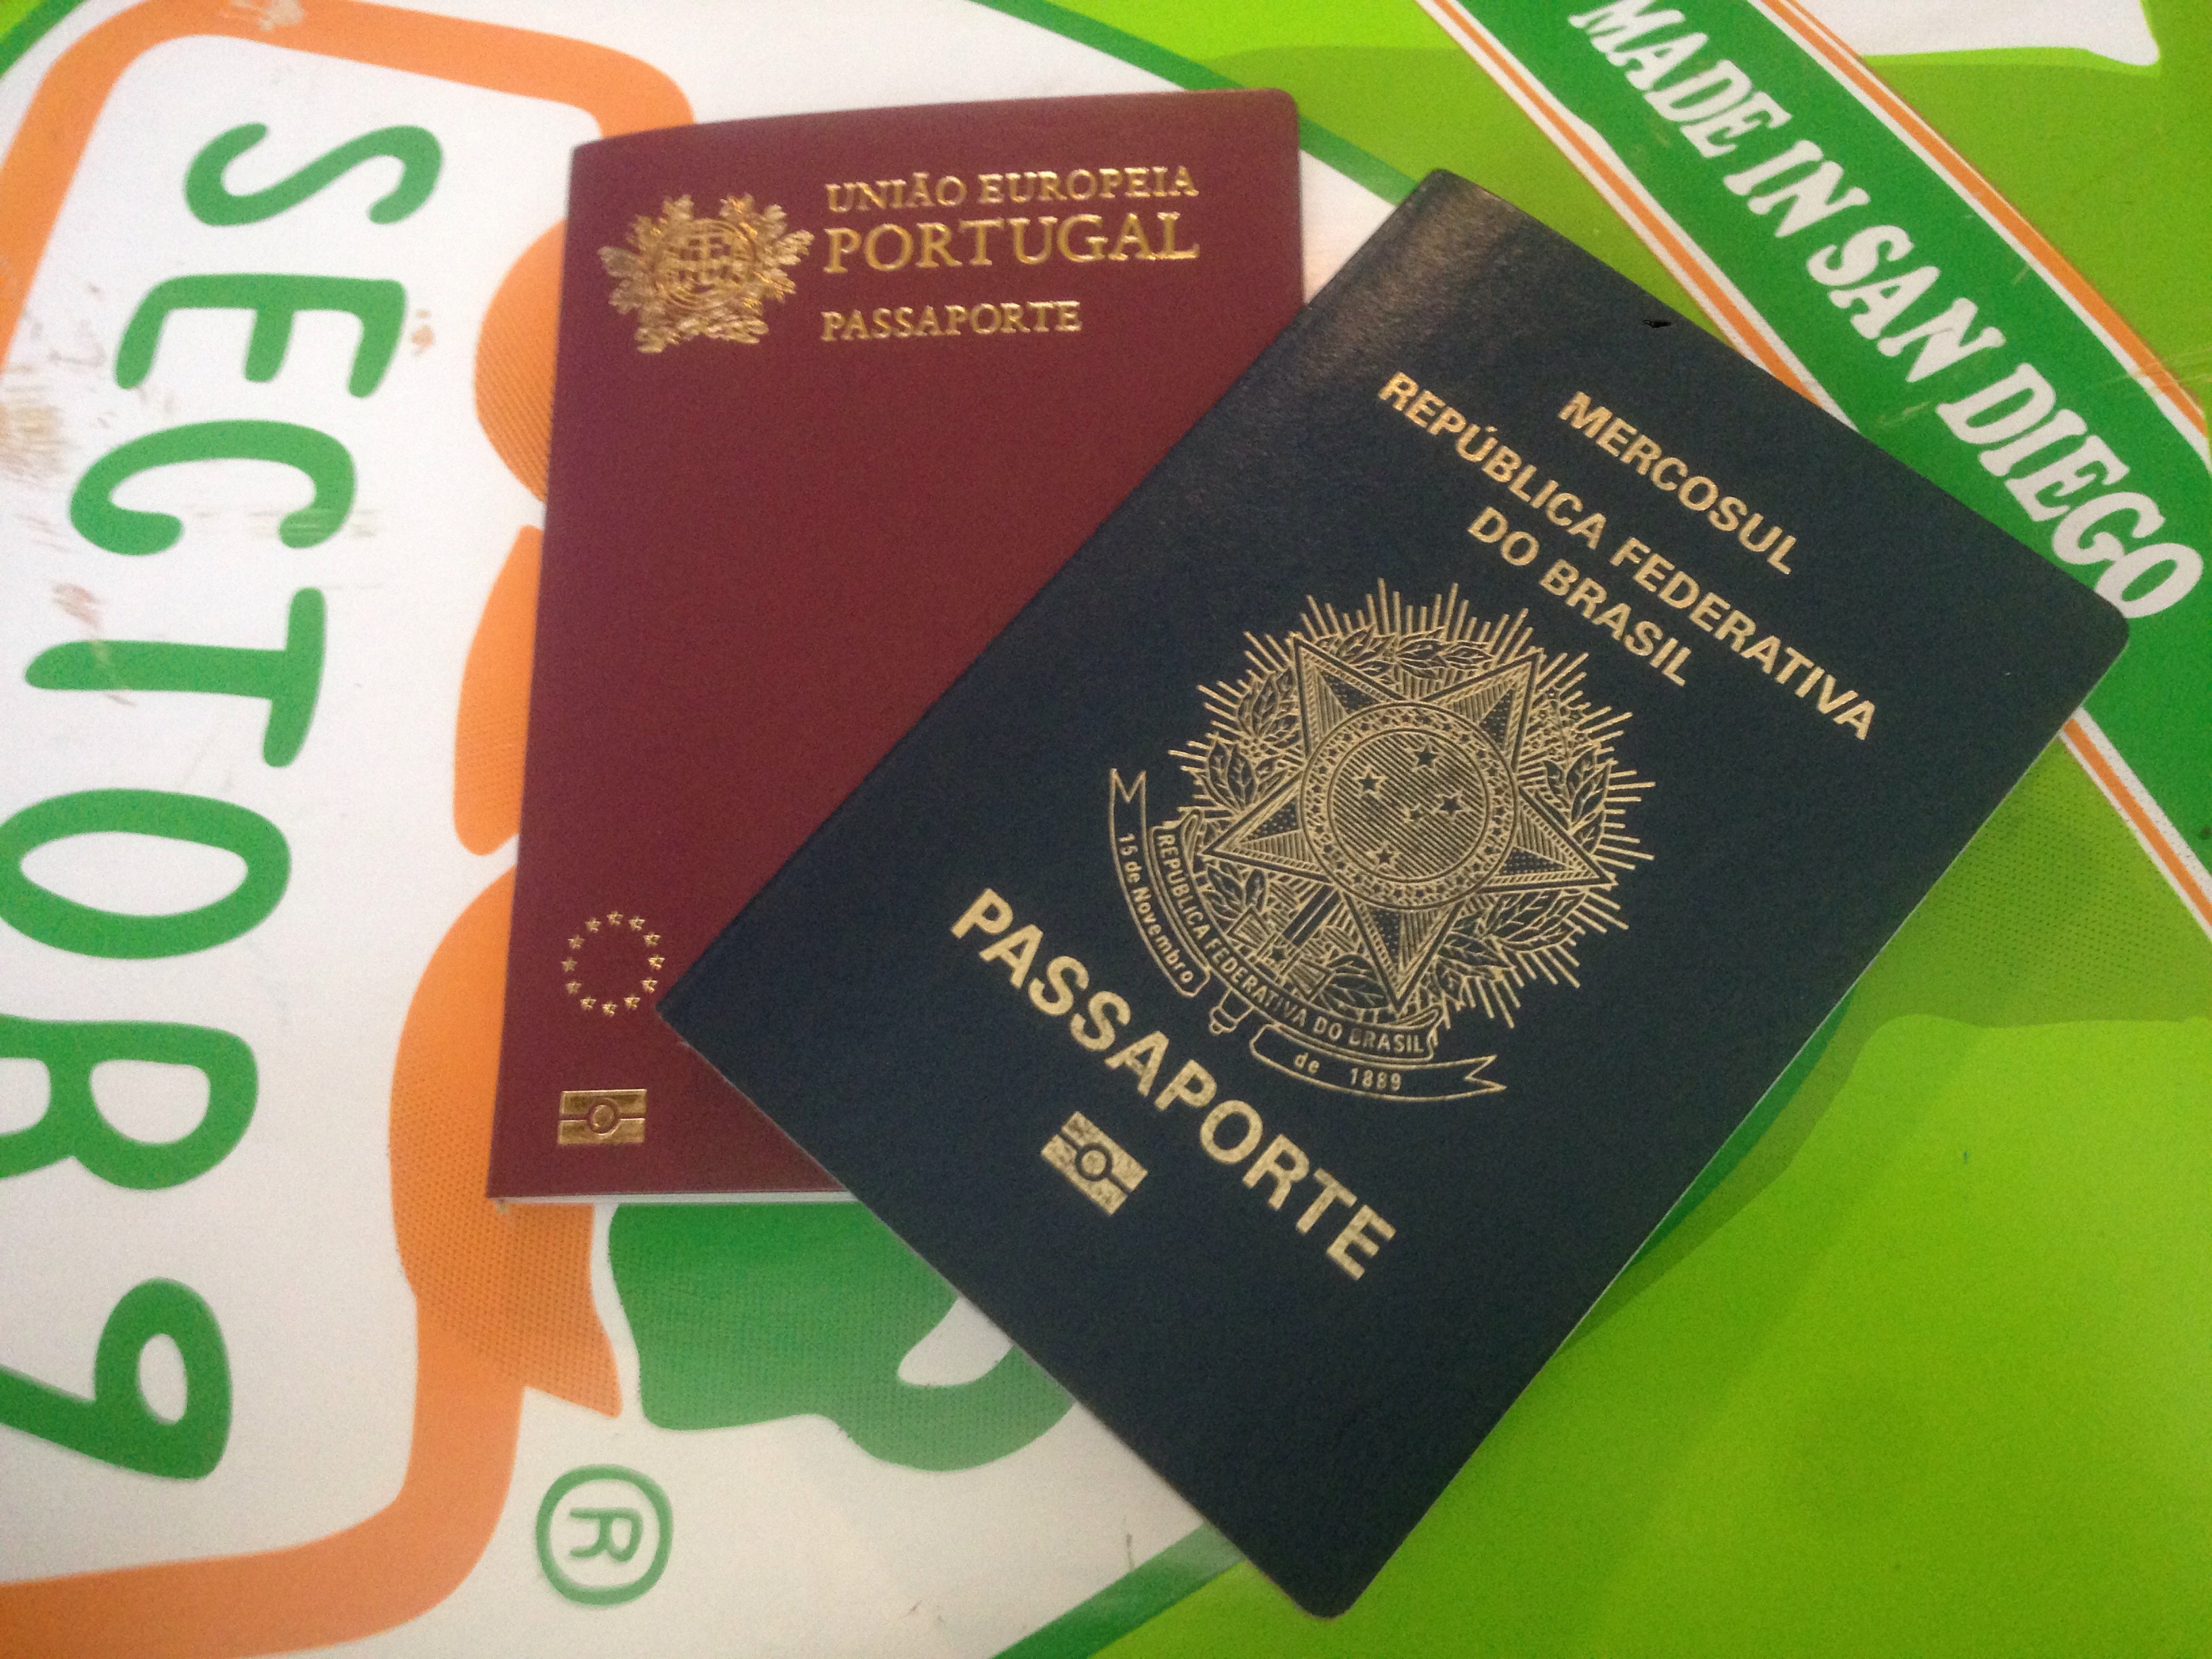 SECTOR 9
®
MADE IN SAN DIEGO
UNIÃO EUROPEIA
PORTUGAL
PASSAPORTE
MERCOSUL
REPÚBLICA FEDERATIVA
DO BRASIL
REPÚBLICA FEDERATIVA DO BRASIL
15 de Novembro de 1889
PASSAPORTE